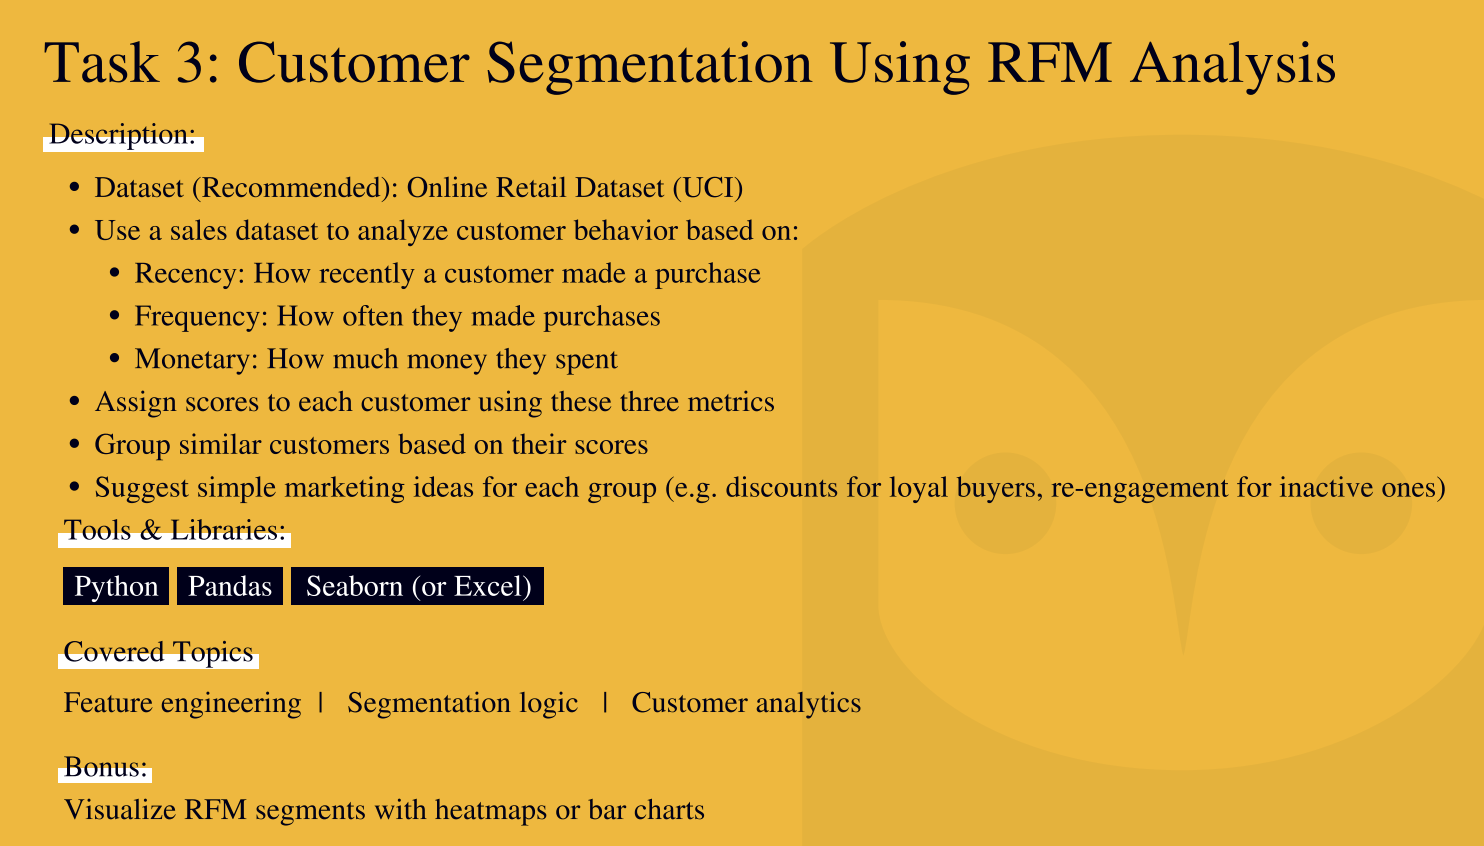 Task 3: Customer Segmentation Using RFM Analysis
Description:
• Dataset (Recommended): Online Retail Dataset (UCI)
• Use a sales dataset to analyze customer behavior based on:
• Recency: How recently a customer made a purchase
• Frequency: How often they made purchases
• Monetary: How much money they spent
• Assign scores to each customer using these three metrics
• Group similar customers based on their scores
• Suggest simple marketing ideas for each group (e.g. discounts for loyal buyers, re-engagement for inactive ones)
Tools & Libraries:
Python Pandas Seaborn (or Excel)
Covered Topics
Feature engineering | Segmentation logic | Customer analytics
Bonus:
Visualize RFM segments with heatmaps or bar charts